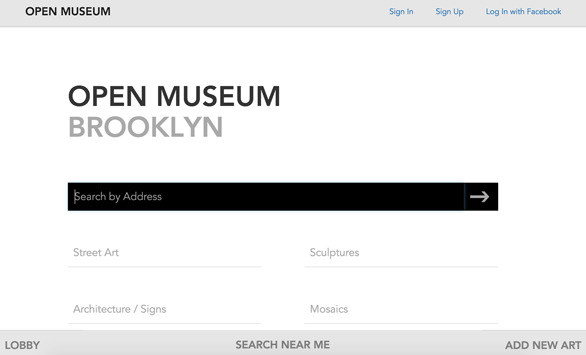 OPEN MUSEUM
Sign In
Sign Up
Log In with Facebook
OPEN MUSEUM
BROOKLYN
Search by Address
Street Art
Sculptures
Architecture / Signs
Mosaics
LOBBY
SEARCH NEAR ME
ADD NEW ART